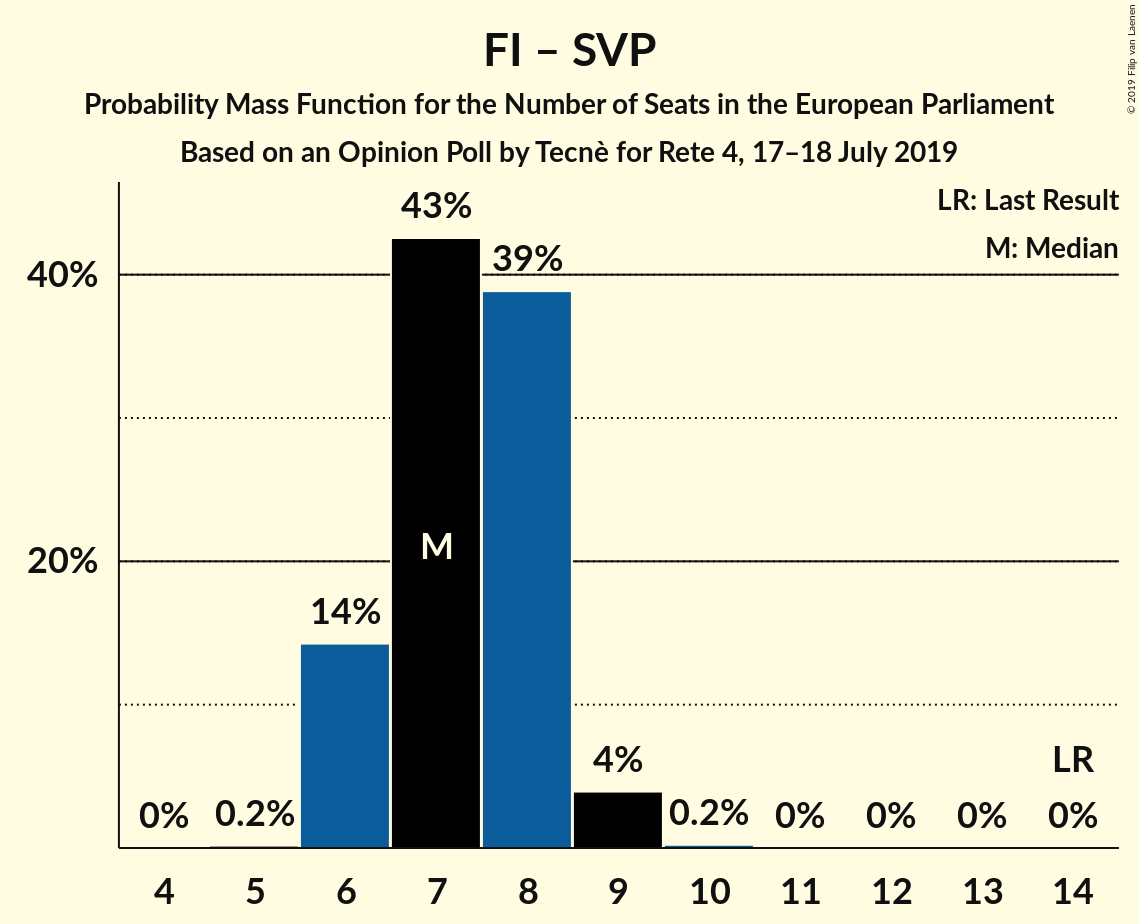 FI – SVP
Probability Mass Function for the Number of Seats in the European Parliament
Based on an Opinion Poll by Tecnè for Rete 4, 17–18 July 2019
© 2019 Filip van Laenen
LR: Last Result
M: Median
43%
39%
40%
M
20%
14%
4%
LR
0% 0.2% 0.2% 0% 0% 0% 0%
4 5 6 7 8 9 10 11 12 13 14